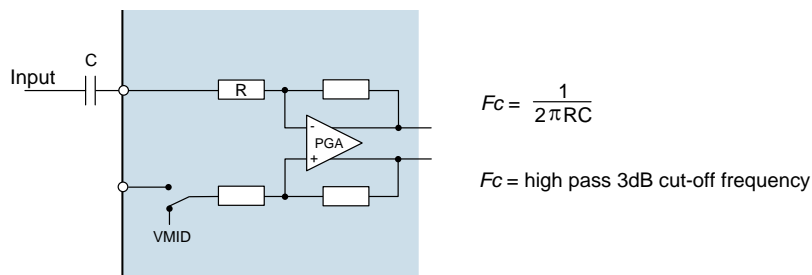 C
Input
R
Fc = 1 / 2πRC
-
PGA
+
Fc = high pass 3dB cut-off frequency
VMID